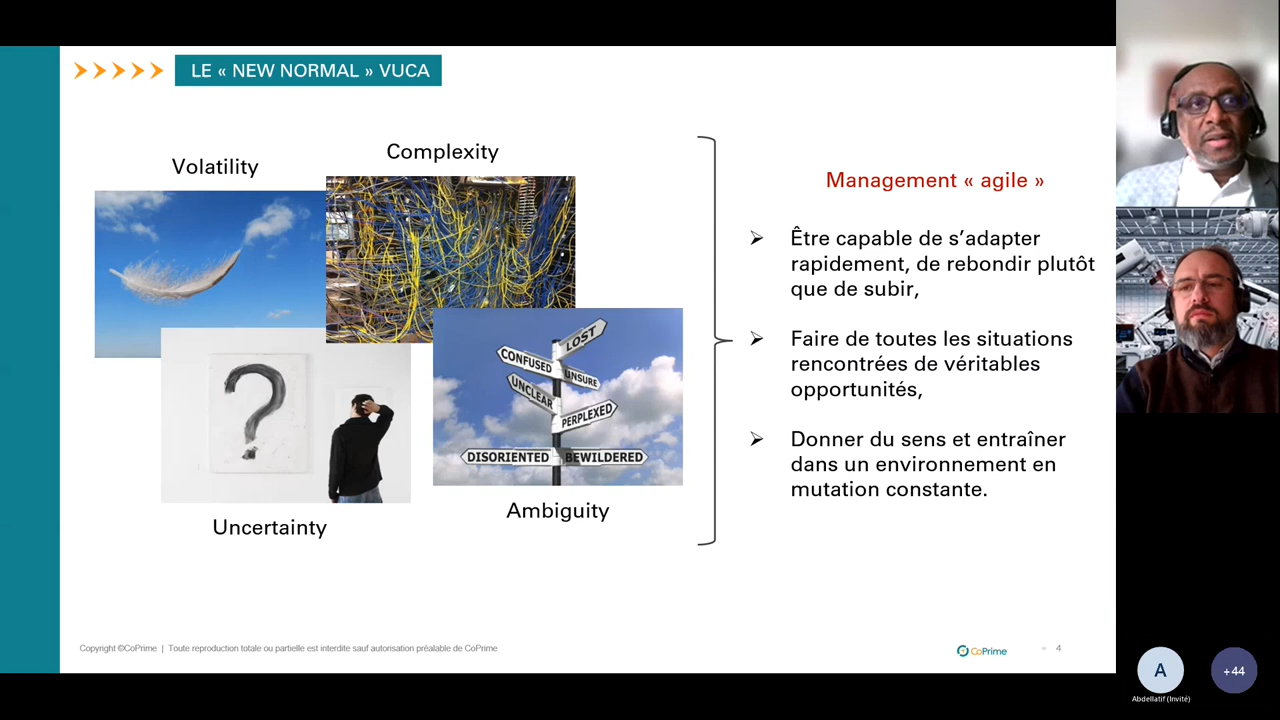 LE « NEW NORMAL » VUCA
Volatility
Complexity
LOST
CONFUSED
UNSURE
UNCLEAR
PERPLEXED
DISORIENTED
BEWILDERED
Uncertainty
Ambiguity
Management « agile »
Être capable de s’adapter
rapidement, de rebondir plutôt
que de subir,
Faire de toutes les situations
rencontrées de véritables
opportunités,
Donner du sens et entraîner
dans un environnement en
mutation constante.
Copyright ©CoPrime | Toute reproduction totale ou partielle est interdite sauf autorisation préalable de CoPrime
CoPrime
4
A
Abdellatif (Invité)
+44